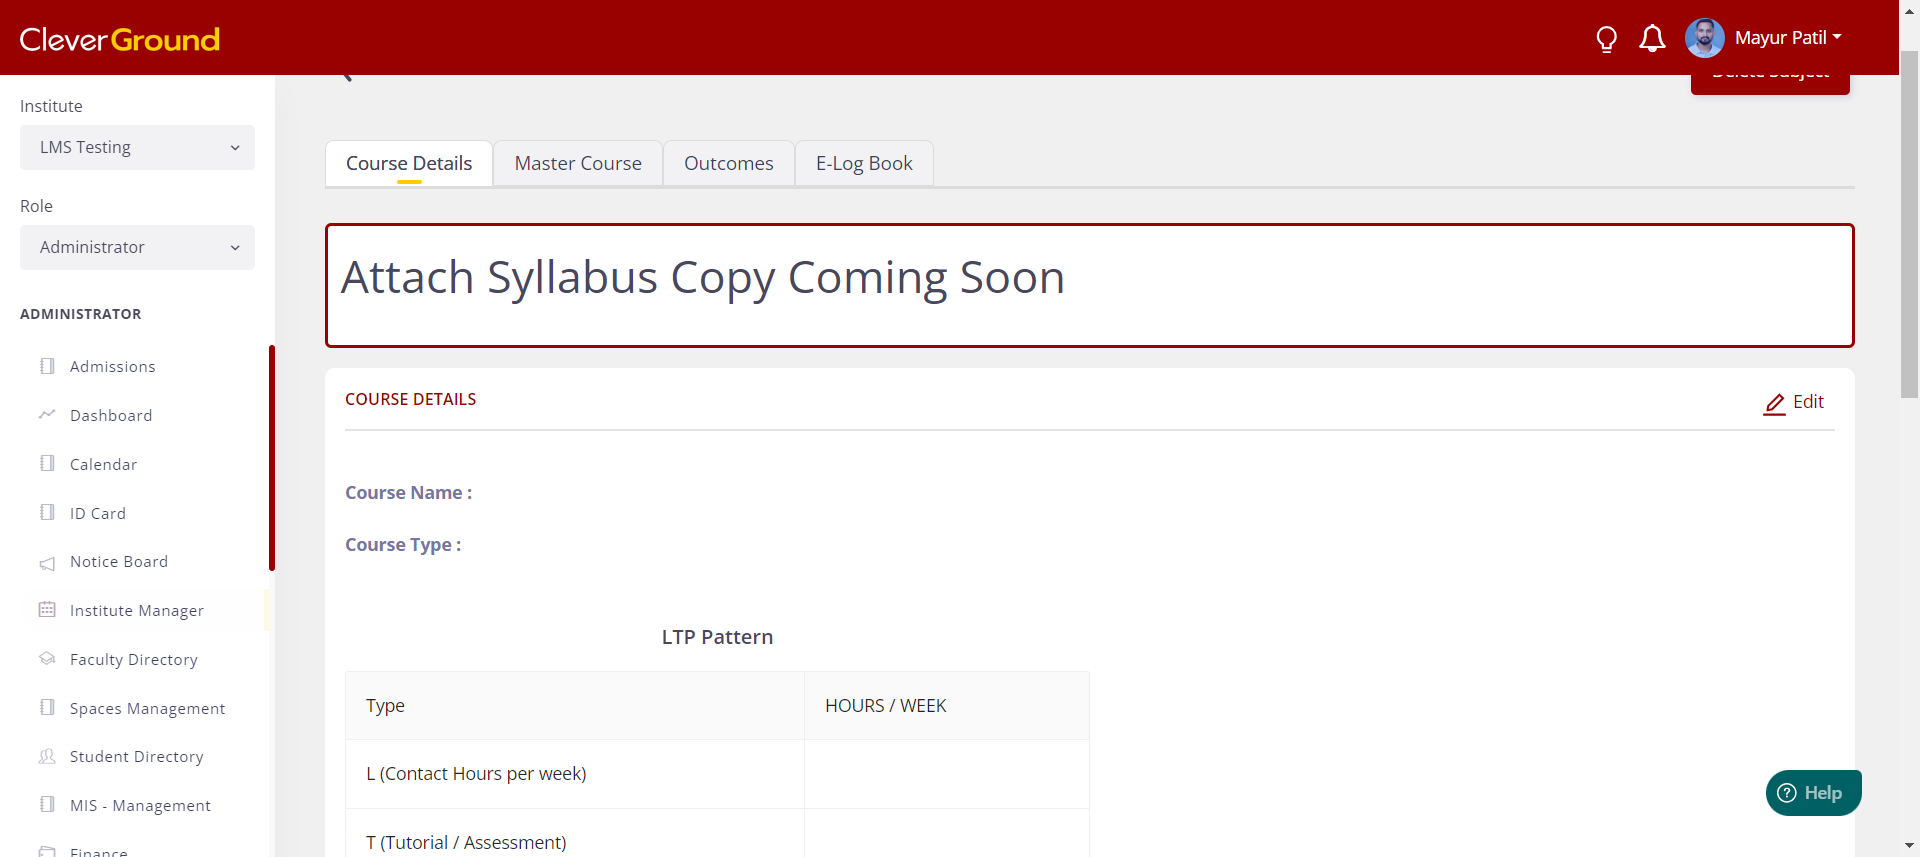 CleverGround
Mayur Patil
Delete Subject
Institute
LMS Testing
Role
Administrator
ADMINISTRATOR
Admissions
Dashboard
Calendar
ID Card
Notice Board
Institute Manager
Faculty Directory
Spaces Management
Student Directory
MIS - Management
Finance
Course Details
Master Course
Outcomes
E-Log Book
Attach Syllabus Copy Coming Soon
COURSE DETAILS
Edit
Course Name :
Course Type :
LTP Pattern
Type HOURS / WEEK
L (Contact Hours per week)
T (Tutorial / Assessment)
Help